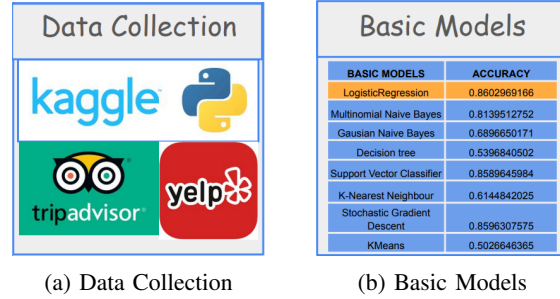 Data Collection
kaggle
tripadvisor
yelp
(a) Data Collection
Basic Models
BASIC MODELS ACCURACY
LogisticRegression 0.8602969166
Multinomial Naive Bayes 0.8139512752
Gausian Naive Bayes 0.6896650171
Decision tree 0.5396840502
Support Vector Classifier 0.8589645984
K-Nearest Neighbour 0.6144842025
Stochastic Gradient
Descent 0.8596307575
KMeans 0.5026646365
(b) Basic Models